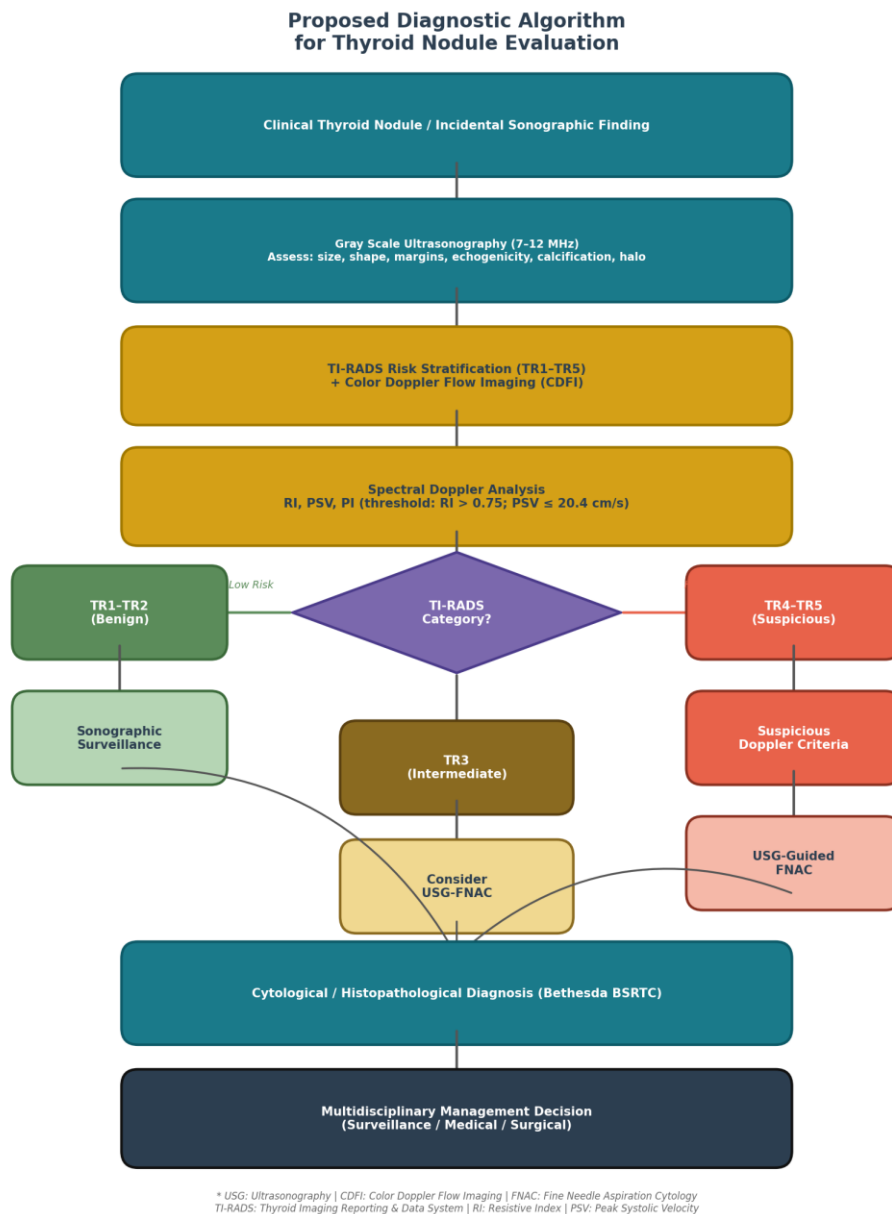 Proposed Diagnostic Algorithm
for Thyroid Nodule Evaluation
Clinical Thyroid Nodule / Incidental Sonographic Finding
Gray Scale Ultrasonography (7–12 MHz)
Assess: size, shape, margins, echogenicity, calcification, halo
TI-RADS Risk Stratification (TR1–TR5)
+ Color Doppler Flow Imaging (CDFI)
Spectral Doppler Analysis
RI, PSV, PI (threshold: RI > 0.75; PSV ≤ 20.4 cm/s)
Low Risk
TR1–TR2
(Benign)
TI-RADS
Category?
TR4–TR5
(Suspicious)
Sonographic
Surveillance
Suspicious
Doppler Criteria
TR3
(Intermediate)
USG-Guided
FNAC
Consider
USG-FNAC
Cytological / Histopathological Diagnosis (Bethesda BSRTC)
Multidisciplinary Management Decision
(Surveillance / Medical / Surgical)
* USG: Ultrasonography | CDFI: Color Doppler Flow Imaging | FNAC: Fine Needle Aspiration Cytology
TI-RADS: Thyroid Imaging Reporting & Data System | RI: Resistive Index | PSV: Peak Systolic Velocity